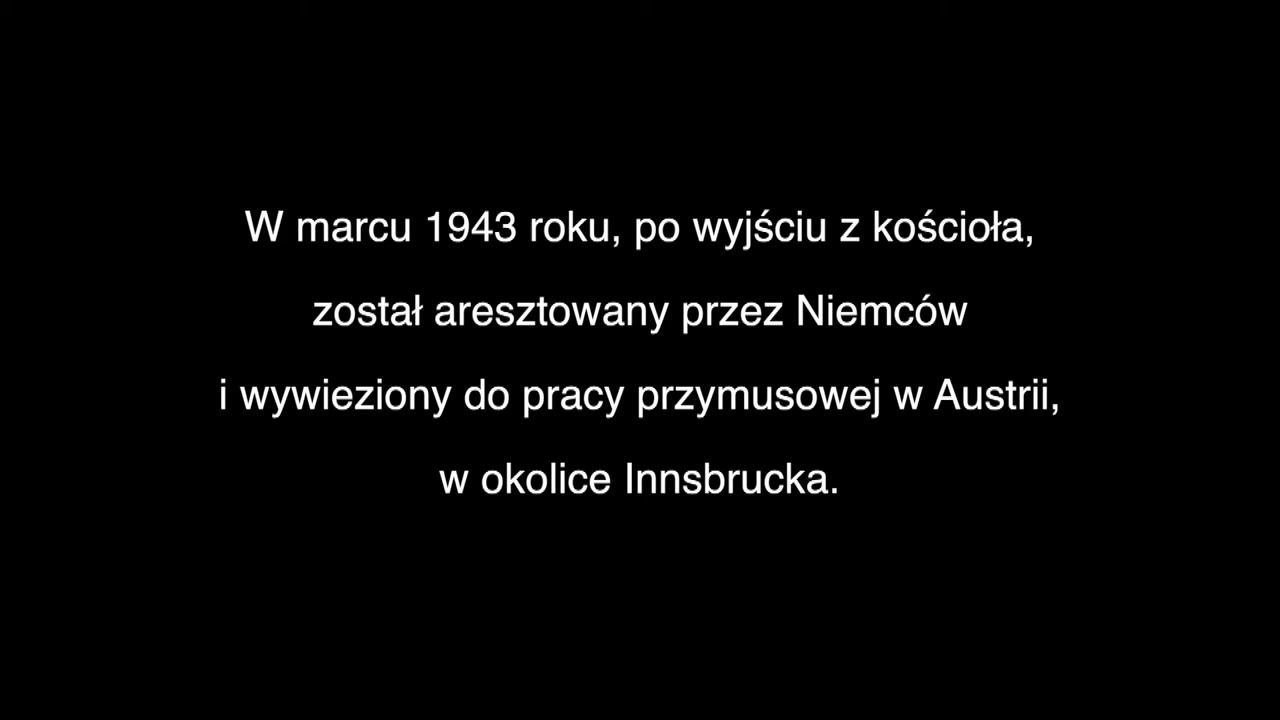 W marcu 1943 roku, po wyjściu z kościoła,
został aresztowany przez Niemców
i wywieziony do pracy przymusowej w Austrii,
w okolice Innsbrucka.